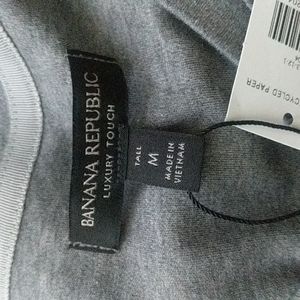 BANANA REPUBLIC
LUXURY TOUCH
TALL
M
MADE IN
VIETNAM
CYCLED PAPER